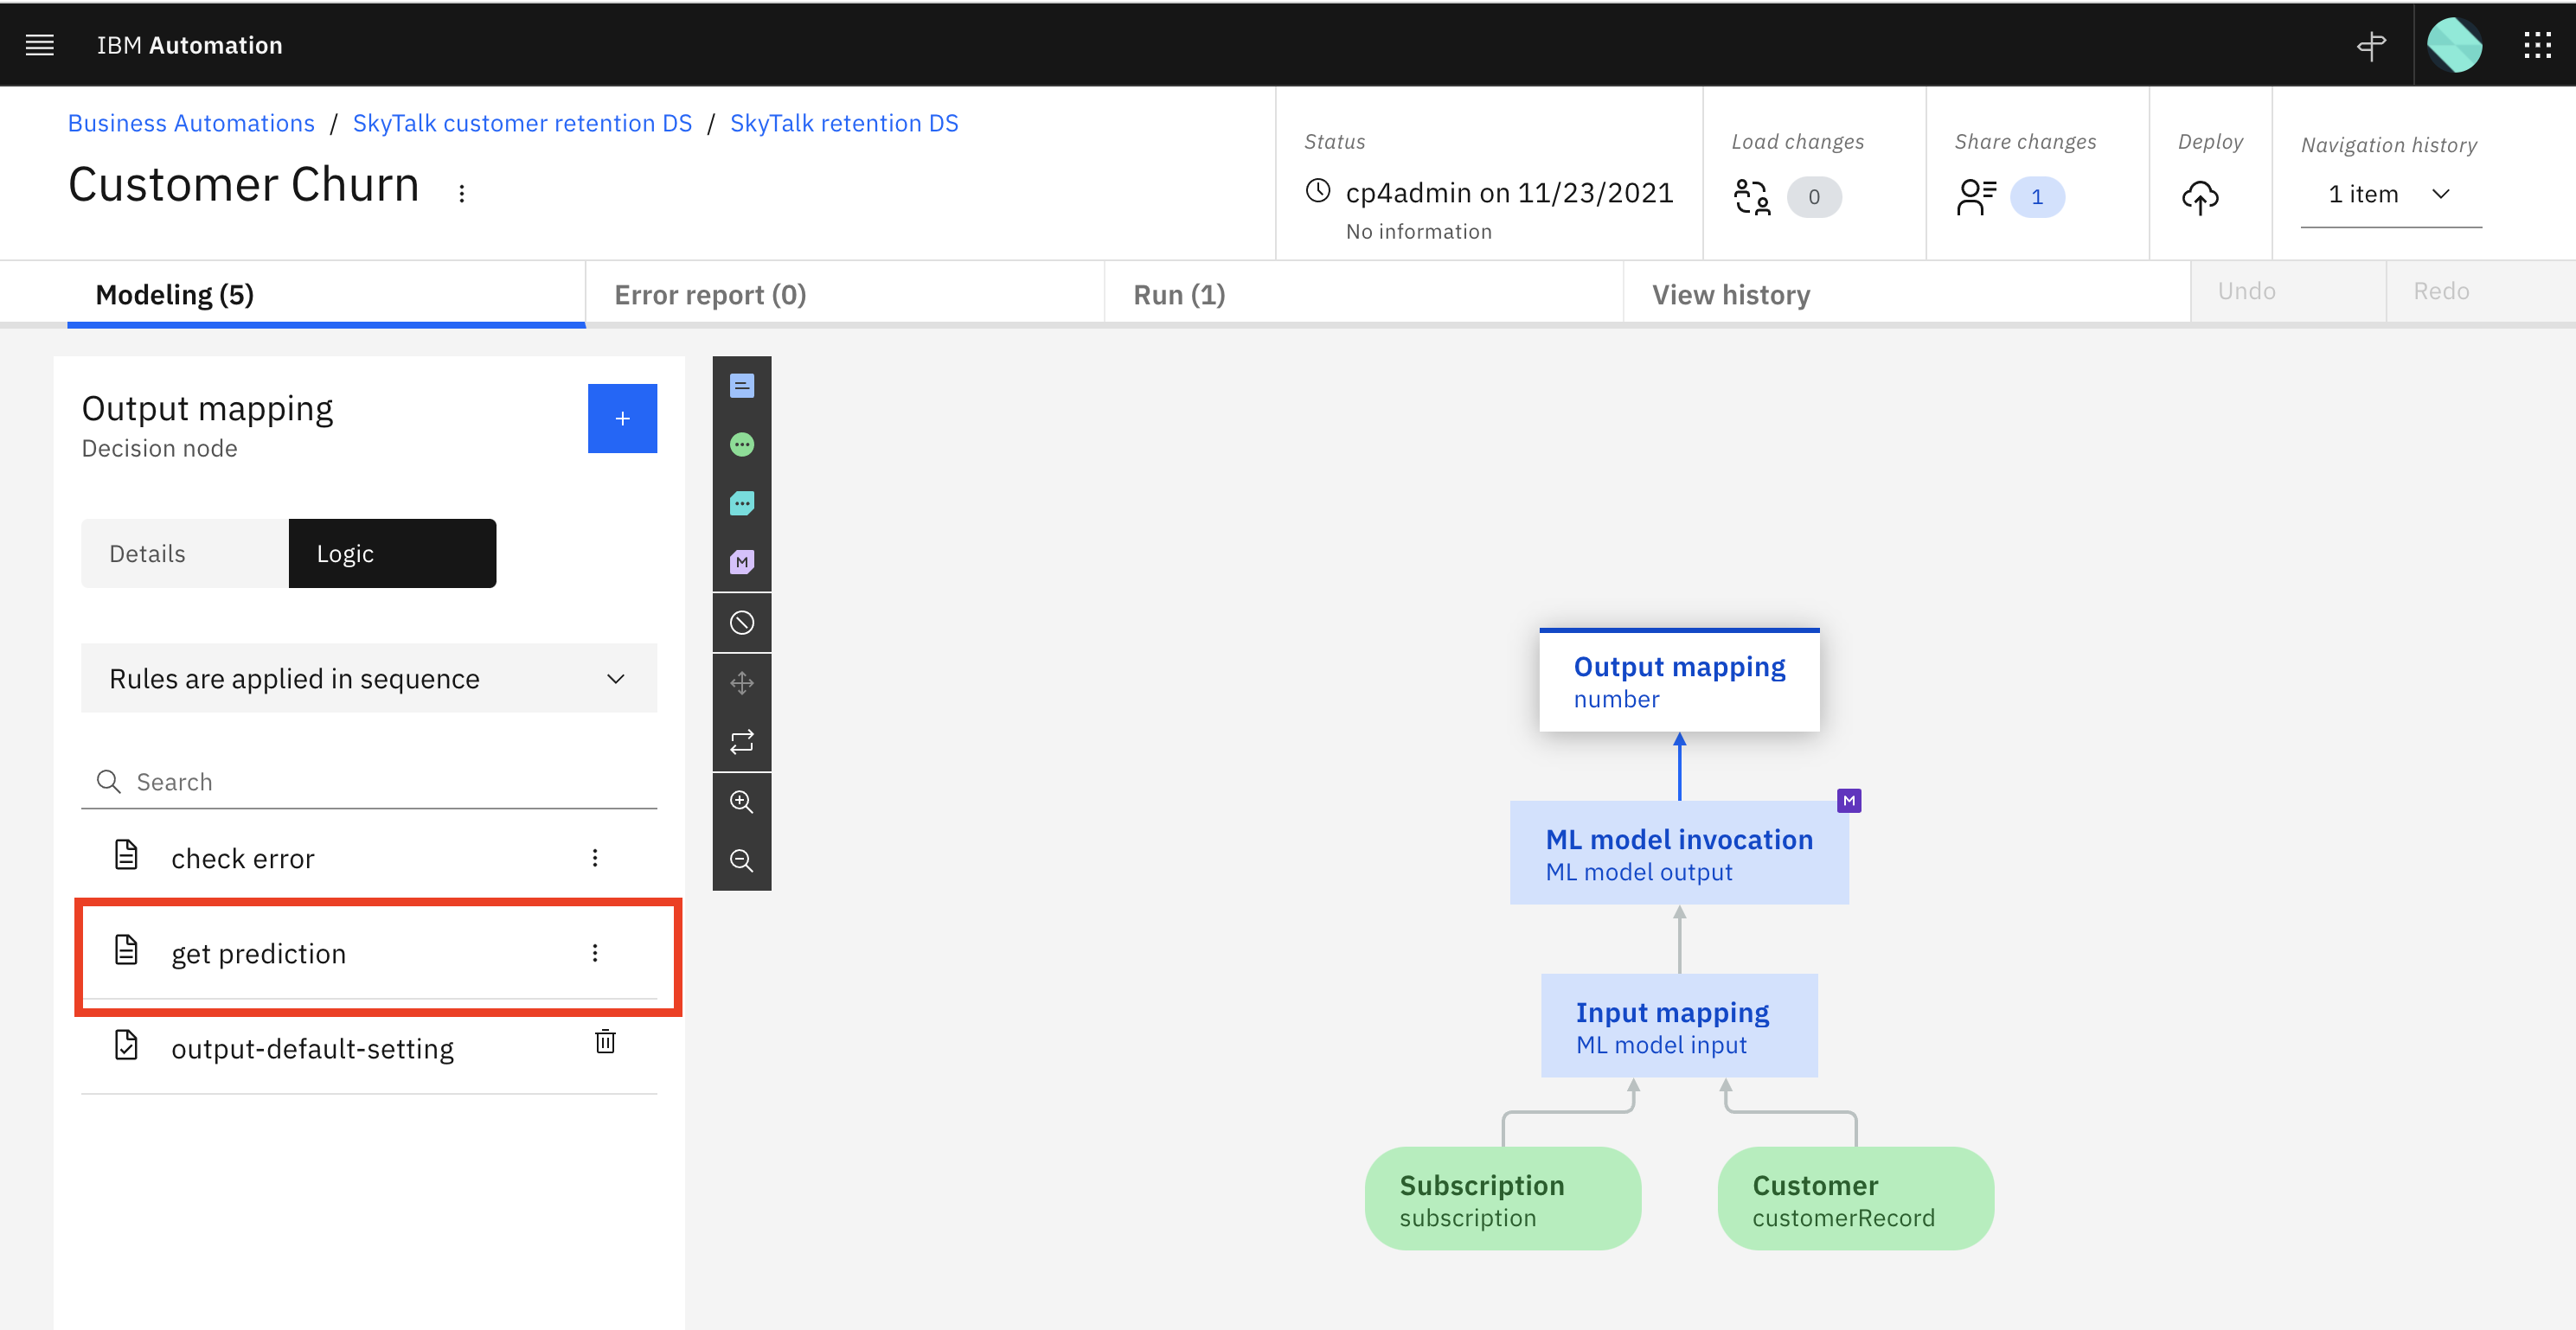 IBM Automation
Business Automations / SkyTalk customer retention DS / SkyTalk retention DS
Customer Churn
Status
cp4admin on 11/23/2021
No information
Load changes
0
Share changes
1
Deploy
Navigation history
1 item
Modeling (5)
Error report (0)
Run (1)
View history
Undo
Redo
Output mapping
Decision node
+
Details
Logic
Rules are applied in sequence
Search
check error
get prediction
output-default-setting
M
Output mapping
number
M
ML model invocation
ML model output
Input mapping
ML model input
Subscription
subscription
Customer
customerRecord